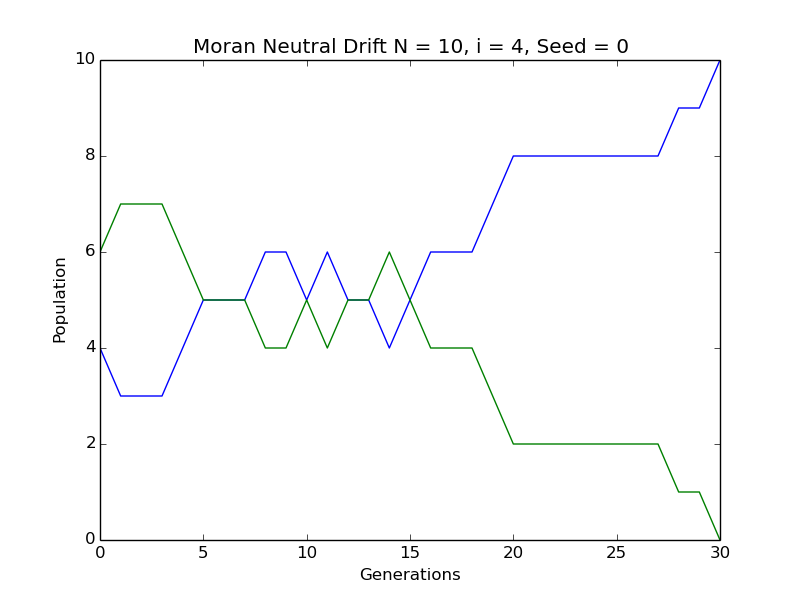 Moran Neutral Drift N = 10, i = 4, Seed = 0
10
8
6
4
2
0
Population
0 5 10 15 20 25 30
Generations